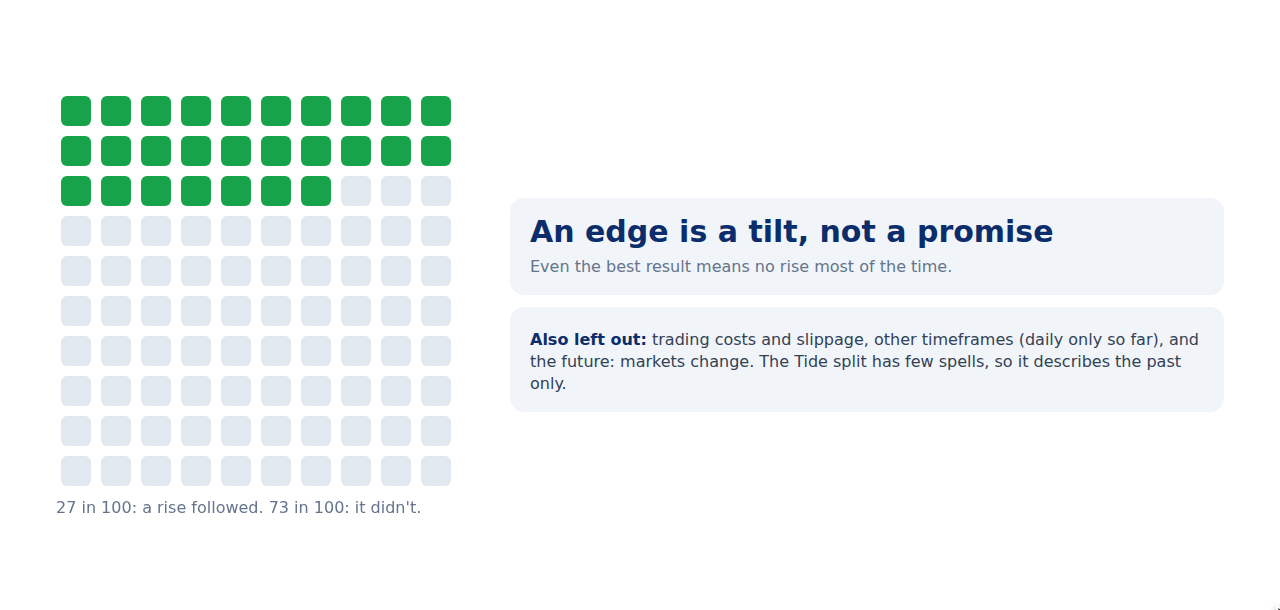 An edge is a tilt, not a promise
Even the best result means no rise most of the time.
Also left out: trading costs and slippage, other timeframes (daily only so far), and
the future: markets change. The Tide split has few spells, so it describes the past
only.
27 in 100: a rise followed. 73 in 100: it didn't.